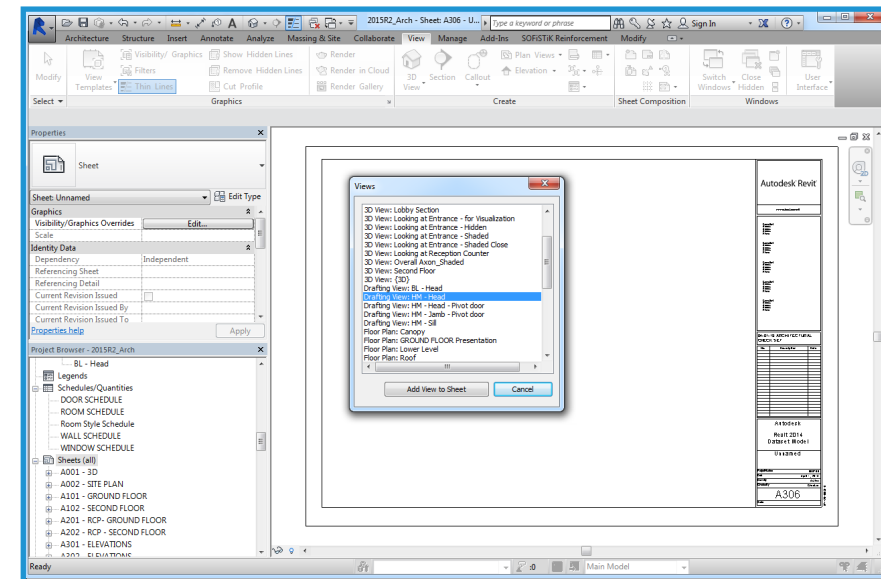 2015R2_Arch - Sheet: A306 - U...
Type a keyword or phrase
Sign In
Architecture Structure Insert Annotate Analyze Massing & Site Collaborate View Manage Add-Ins SOFiSTiK Reinforcement Modify
Modify
View Templates
Visibility/ Graphics
Filters
Thin Lines
Show Hidden Lines
Remove Hidden Lines
Cut Profile
Render
Render in Cloud
Render Gallery
3D View
Section
Callout
Plan Views
Elevation
Switch Windows
Close Hidden
User Interface
Select
Graphics
Create
Sheet Composition
Windows
Properties
Sheet
Sheet: Unnamed
Edit Type
Graphics
Visibility/Graphics Overrides Edit...
Scale
Identity Data
Dependency Independent
Referencing Sheet
Referencing Detail
Current Revision Issued
Current Revision Issued By
Current Revision Issued To
Properties help
Apply
Project Browser - 2015R2_Arch
BL - Head
Legends
Schedules/Quantities
DOOR SCHEDULE
ROOM SCHEDULE
Room Style Schedule
WALL SCHEDULE
WINDOW SCHEDULE
Sheets (all)
A001 - 3D
A002 - SITE PLAN
A101 - GROUND FLOOR
A102 - SECOND FLOOR
A201 - RCP- GROUND FLOOR
A202 - RCP - SECOND FLOOR
A301 - ELEVATIONS
A302 - ELEVATIONS
Views
3D View: Lobby Section
3D View: Looking at Entrance - for Visualization
3D View: Looking at Entrance - Hidden
3D View: Looking at Entrance - Shaded
3D View: Looking at Entrance - Shaded Close
3D View: Looking at Reception Counter
3D View: Overall Axon_Shaded
3D View: Second Floor
3D View: {3D}
Drafting View: BL - Head
Drafting View: HM - Head
Drafting View: HM - Head - Pivot door
Drafting View: HM - Jamb - Pivot door
Drafting View: HM - Sill
Floor Plan: Canopy
Floor Plan: GROUND FLOOR Presentation
Floor Plan: Lower Level
Floor Plan: Roof
Add View to Sheet
Cancel
Autodesk Revit
Autodesk
Revit 2014
Dataset Model
Unnamed
A306
2D
Ready
:0
Main Model